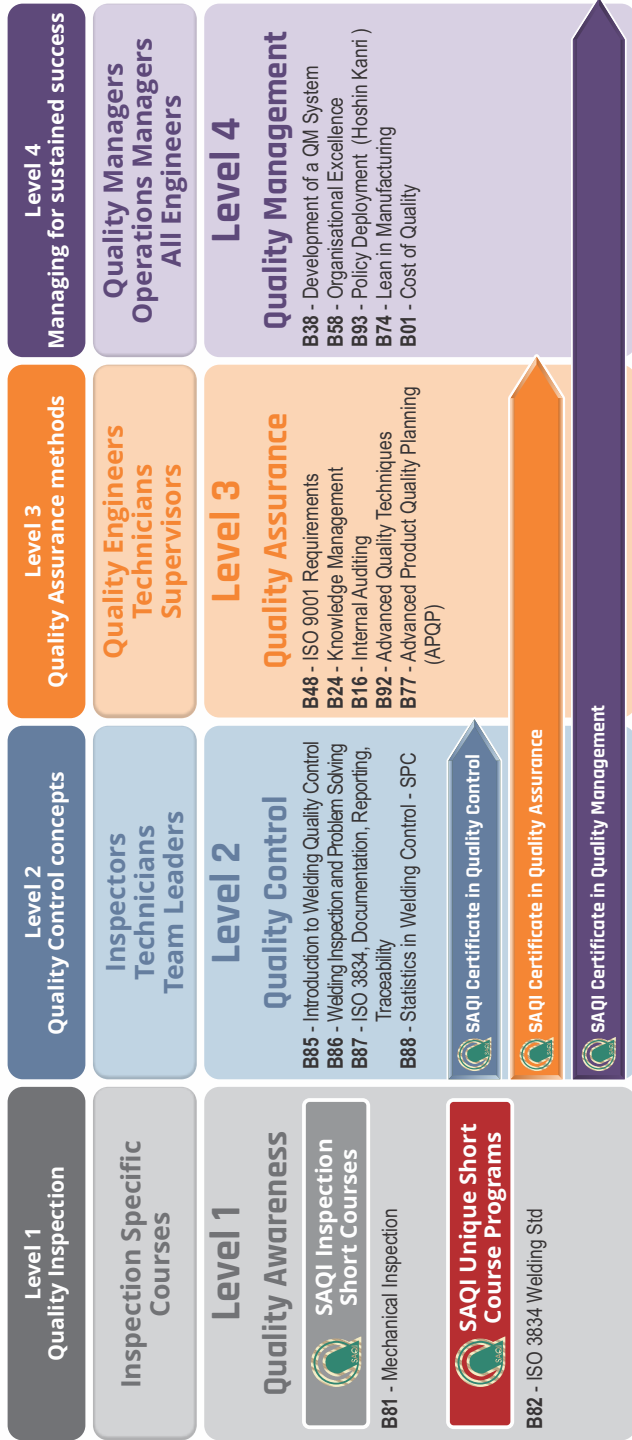 Level 1
Quality Inspection
Inspection Specific
Courses
Level 1
Quality Awareness
SAQI
SAQI Inspection
Short Courses
B81 - Mechanical Inspection
SAQI
SAQI Unique Short
Course Programs
B82 - ISO 3834 Welding Std
Level 2
Quality Control concepts
Inspectors
Technicians
Team Leaders
Level 2
Quality Control
B85 - Introduction to Welding Quality Control
B86 - Welding Inspection and Problem Solving
B87 - ISO 3834, Documentation, Reporting,
Traceability
B88 - Statistics in Welding Control - SPC
Level 3
Quality Assurance methods
Quality Engineers
Technicians
Supervisors
Level 3
Quality Assurance
B48 - ISO 9001 Requirements
B24 - Knowledge Management
B16 - Internal Auditing
B92 - Advanced Quality Techniques
B77 - Advanced Product Quality Planning
(APQP)
Level 4
Managing for sustained success
Quality Managers
Operations Managers
All Engineers
Level 4
Quality Management
B38 - Development of a QM System
B58 - Organisational Excellence
B93 - Policy Deployment (Hoshin Kanri )
B74 - Lean in Manufacturing
B01 - Cost of Quality
SAQI
SAQI Certificate in Quality Control
SAQI
SAQI Certificate in Quality Assurance
SAQI
SAQI Certificate in Quality Management